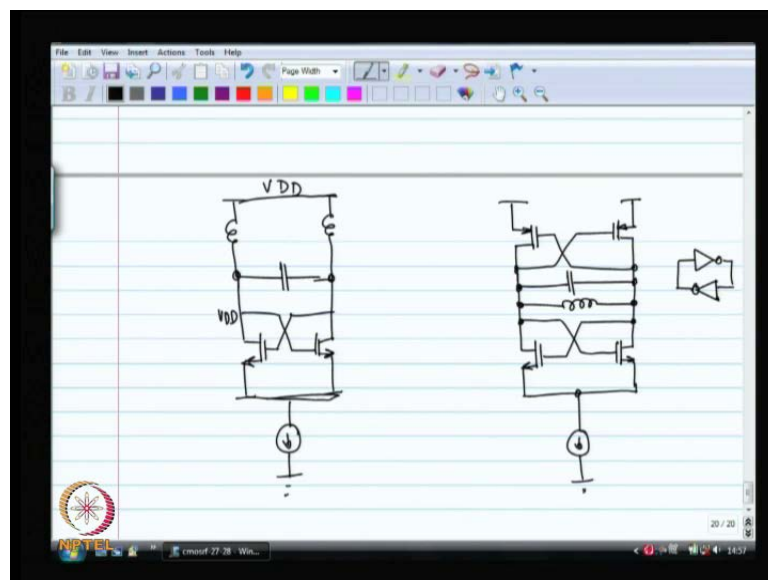 File Edit View Insert Actions Tools Help
Page Width
B I
VDD
VDD
20 / 20
NPTEL
cmosrf-27-28 - Win...
14:57